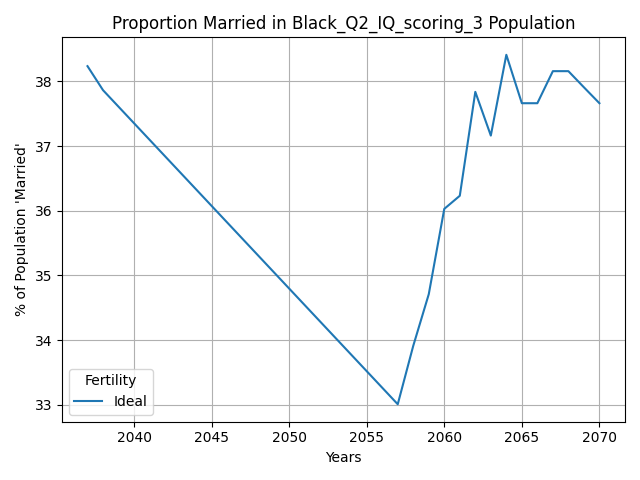 Proportion Married in Black_Q2_IQ_scoring_3 Population
% of Population 'Married'
38
37
36
35
34
33
Fertility
Ideal
2040 2045 2050 2055 2060 2065 2070
Years